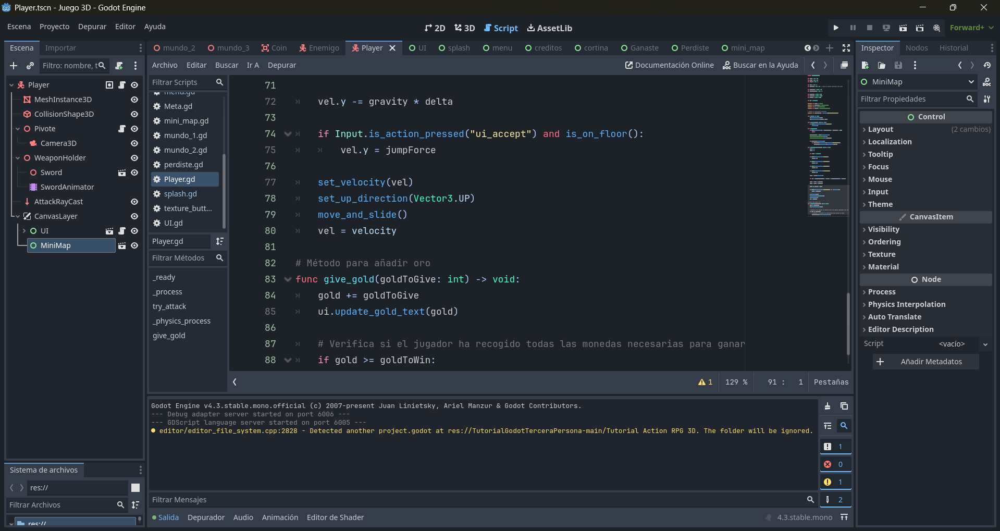 Player.tscn - Juego 3D - Godot Engine
Escena Proyecto Depurar Editor Ayuda
2D 3D Script AssetLib
Forward+
Escena Importar
Filtro: nombre, t
Player
MeshInstance3D
CollisionShape3D
Pivote
Camera3D
WeaponHolder
Sword
SwordAnimator
AttackRayCast
CanvasLayer
UI
MiniMap
Sistema de archivos
res://
Filtrar Archivos
res://
mundo_2 mundo_3 Coin Enemigo Player UI splash menu creditos cortina Ganaste Perdiste mini_map
Archivo Editar Buscar Ir A Depurar
Documentación Online Buscar en la Ayuda
Filtrar Scripts
menu.gd
Meta.gd
mini_map.gd
mundo_1.gd
mundo_2.gd
perdiste.gd
Player.gd
splash.gd
texture_butt...
UI.gd
Player.gd
Filtrar Métodos
_ready
_process
try_attack
_physics_process
give_gold
71
72 vel.y -= gravity * delta
73
74 if Input.is_action_pressed("ui_accept") and is_on_floor():
75 vel.y = jumpForce
76
77 set_velocity(vel)
78 set_up_direction(Vector3.UP)
79 move_and_slide()
80 vel = velocity
81
82 # Método para añadir oro
83 func give_gold(goldToGive: int) -> void:
84 gold += goldToGive
85 ui.update_gold_text(gold)
86
87 # Verifica si el jugador ha recogido todas las monedas necesarias para ganar
88 if gold >= goldToWin:
1 129 % 91 : 1 Pestañas
Godot Engine v4.3.stable.mono.official (c) 2007-present Juan Linietsky, Ariel Manzur & Godot Contributors.
--- Debug adapter server started on port 6006 ---
--- GDScript language server started on port 6005 ---
editor/editor_file_system.cpp:2828 - Detected another project.godot at res://TutorialGodotTerceraPersona-main/Tutorial Action RPG 3D. The folder will be ignored.
1
0
1
2
Filtrar Mensajes
Salida Depurador Audio Animación Editor de Shader
4.3.stable.mono
Inspector Nodos Historial
MiniMap
Filtrar Propiedades
Control
Layout (2 cambios)
Localization
Tooltip
Focus
Mouse
Input
Theme
CanvasItem
Visibility
Ordering
Texture
Material
Node
Process
Physics Interpolation
Auto Translate
Editor Description
Script <vacío>
Añadir Metadatos